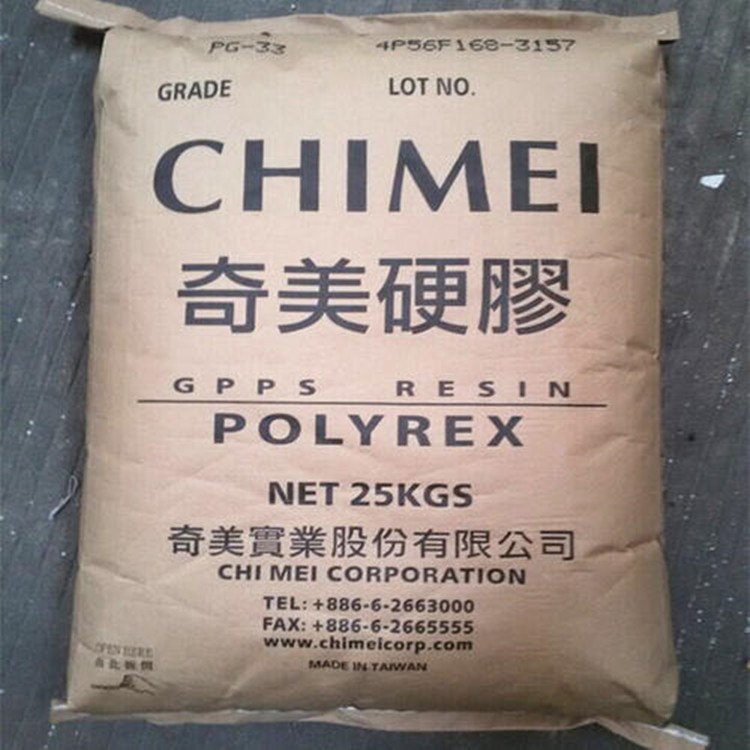 PG-33 4P56F168-3157
GRADE LOT NO.
CHIMEI
奇美硬膠
GPPS RESIN
POLYREX
NET 25KGS
奇美實業股份有限公司
CHI MEI CORPORATION
TEL: +886-6-2663000
FAX: +886-6-2665555
www.chimeicorp.com
MADE IN TAIWAN
OPEN HERE